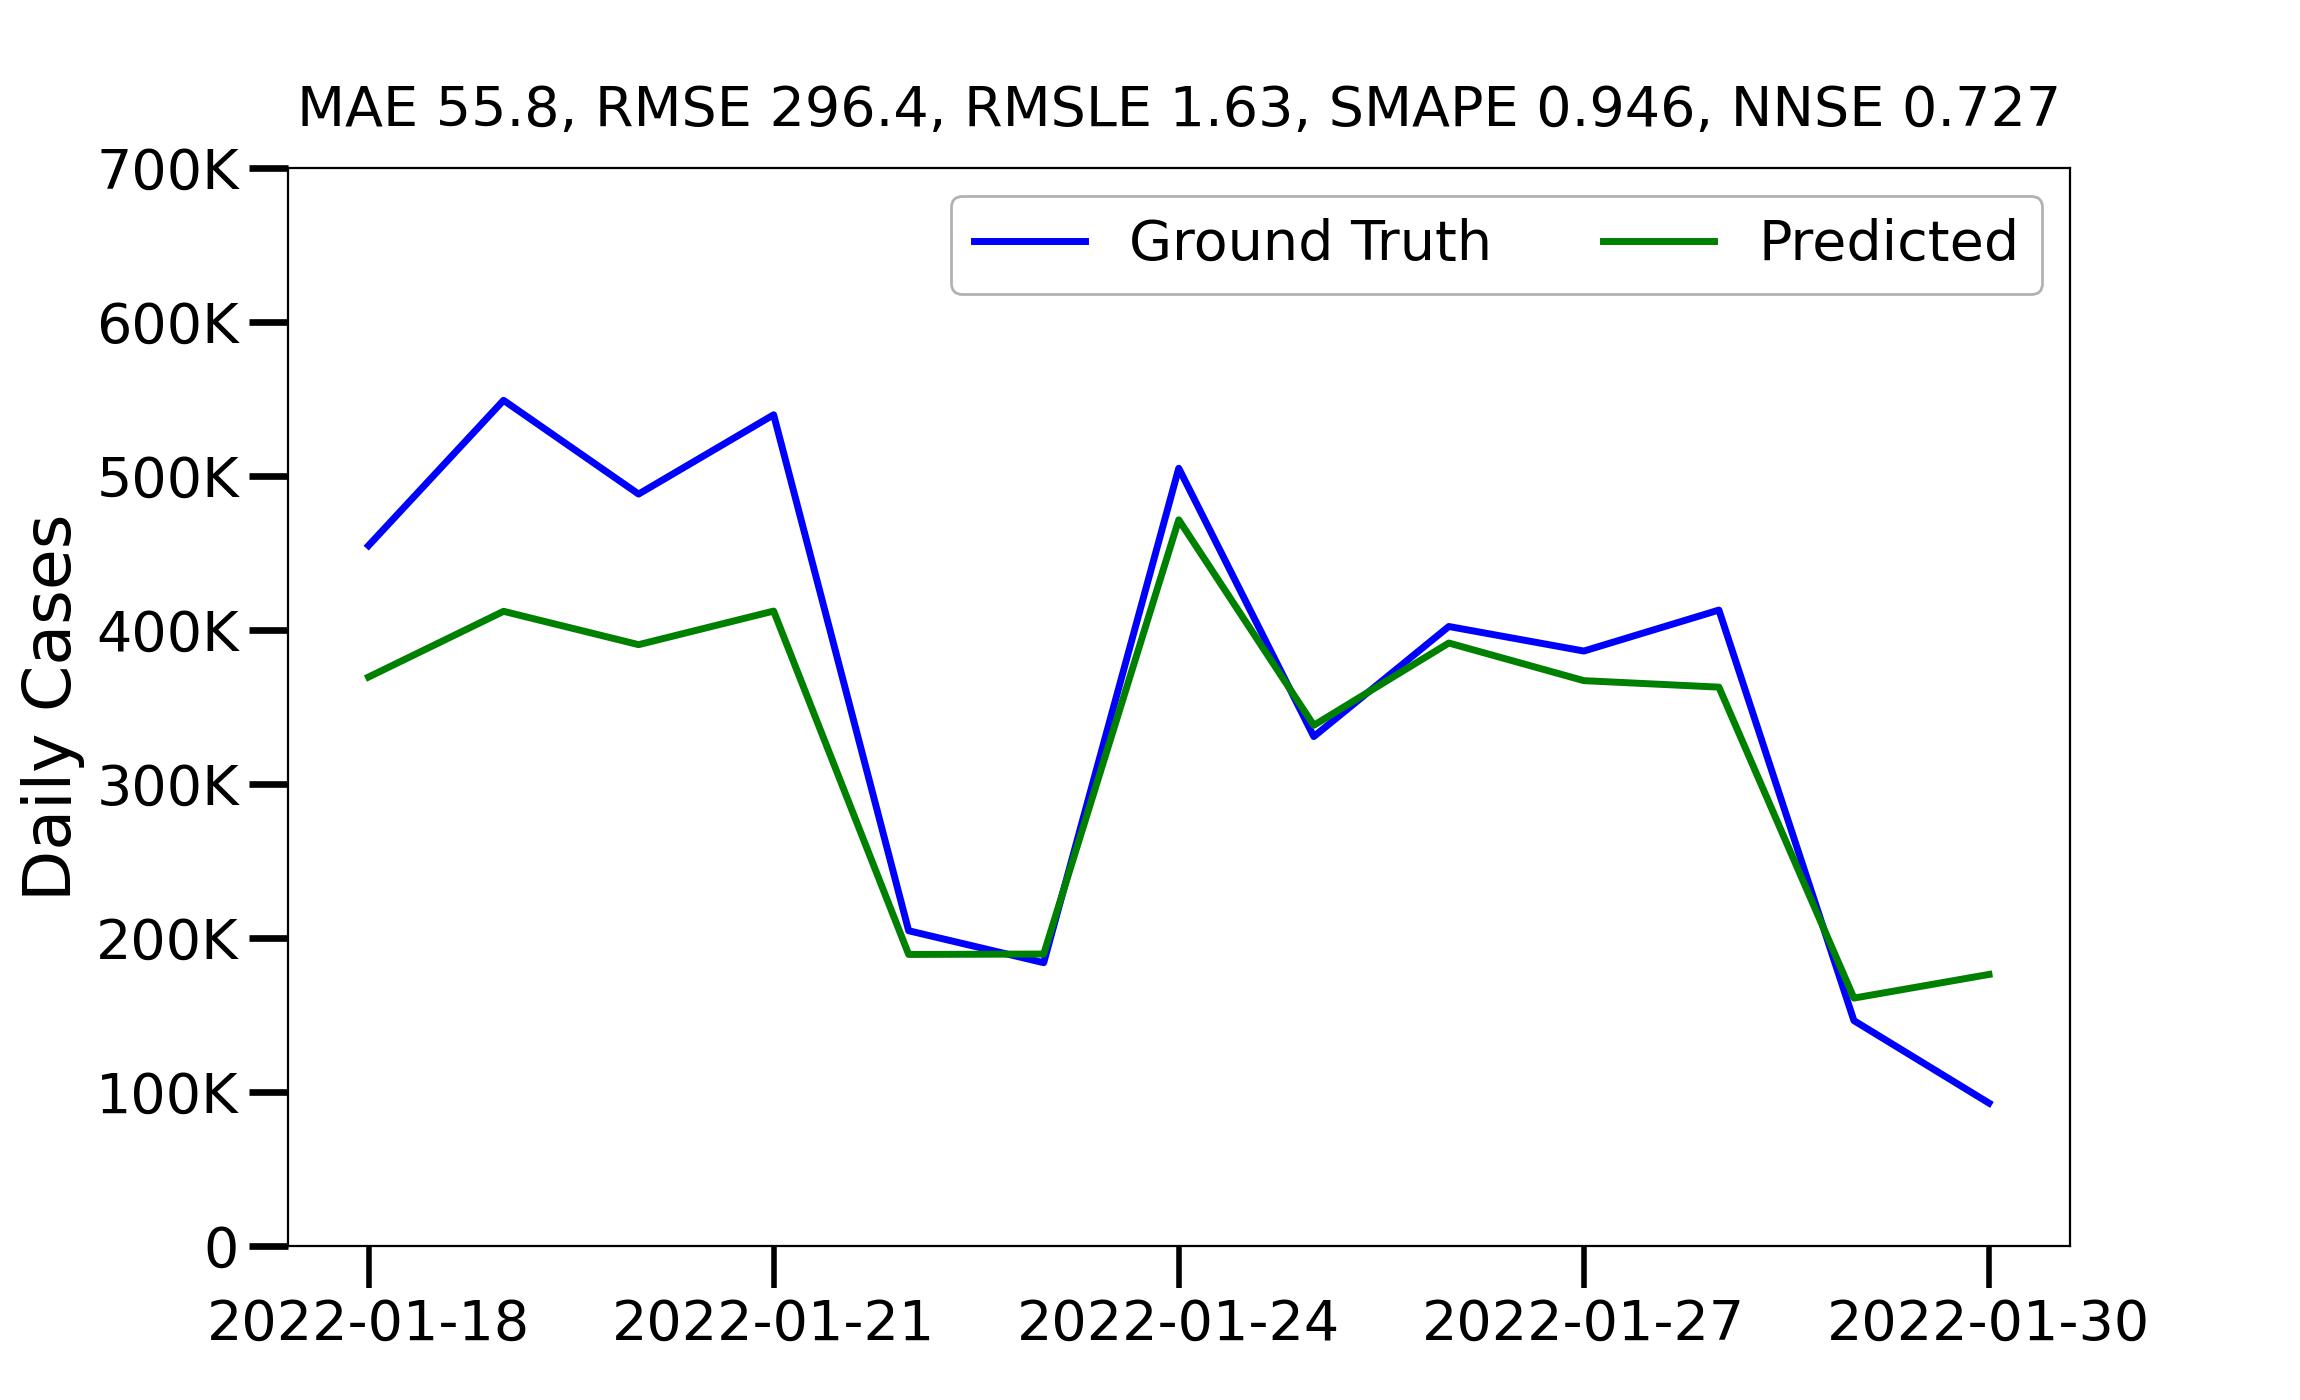 MAE 55.8, RMSE 296.4, RMSLE 1.63, SMAPE 0.946, NNSE 0.727
Ground Truth
Predicted
Daily Cases
700K
600K
500K
400K
300K
200K
100K
0
2022-01-18
2022-01-21
2022-01-24
2022-01-27
2022-01-30